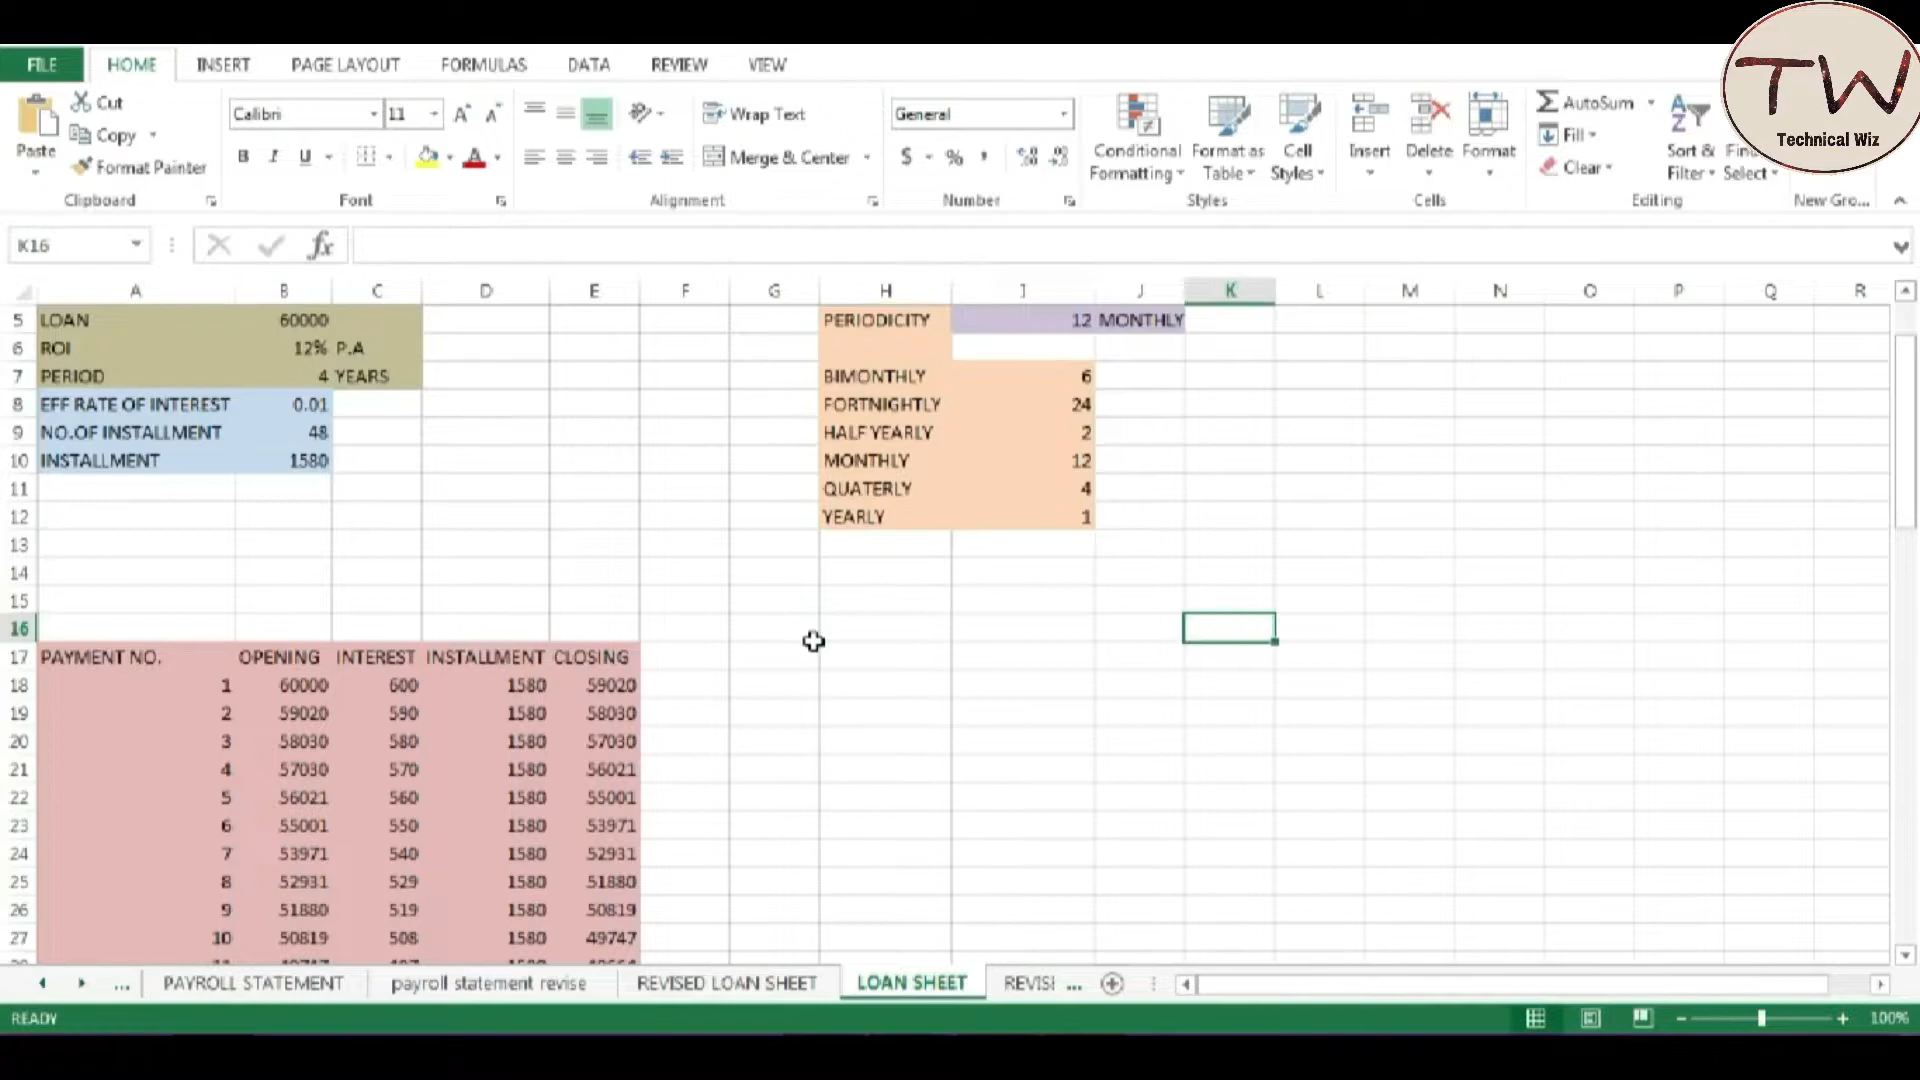 TW
Technical Wiz
FILE HOME INSERT PAGE LAYOUT FORMULAS DATA REVIEW VIEW
Paste Cut Copy Format Painter
Calibri 11
B I U
Wrap Text
Merge & Center
General
$ % ,
Conditional Formatting
Format as Table
Cell Styles
Insert Delete Format
AutoSum
Fill
Clear
Sort & Filter
Select
Clipboard Font Alignment Number Styles Cells Editing New Gro...
K16 fx
A B C D E F G H I J K L M N O P Q R
5 LOAN 60000 PERIODICITY 12 MONTHLY
6 ROI 12% P.A
7 PERIOD 4 YEARS BIMONTHLY 6
8 EFF RATE OF INTEREST 0.01 FORTNIGHTLY 24
9 NO.OF INSTALLMENT 48 HALF YEARLY 2
10 INSTALLMENT 1580 MONTHLY 12
11 QUATERLY 4
12 YEARLY 1
13
14
15
16
17 PAYMENT NO. OPENING INTEREST INSTALLMENT CLOSING
18 1 60000 600 1580 59020
19 2 59020 590 1580 58030
20 3 58030 580 1580 57030
21 4 57030 570 1580 56021
22 5 56021 560 1580 55001
23 6 55001 550 1580 53971
24 7 53971 540 1580 52931
25 8 52931 529 1580 51880
26 9 51880 519 1580 50819
27 10 50819 508 1580 49747
... PAYROLL STATEMENT payroll statement revise REVISED LOAN SHEET LOAN SHEET REVISI ...
READY 100%